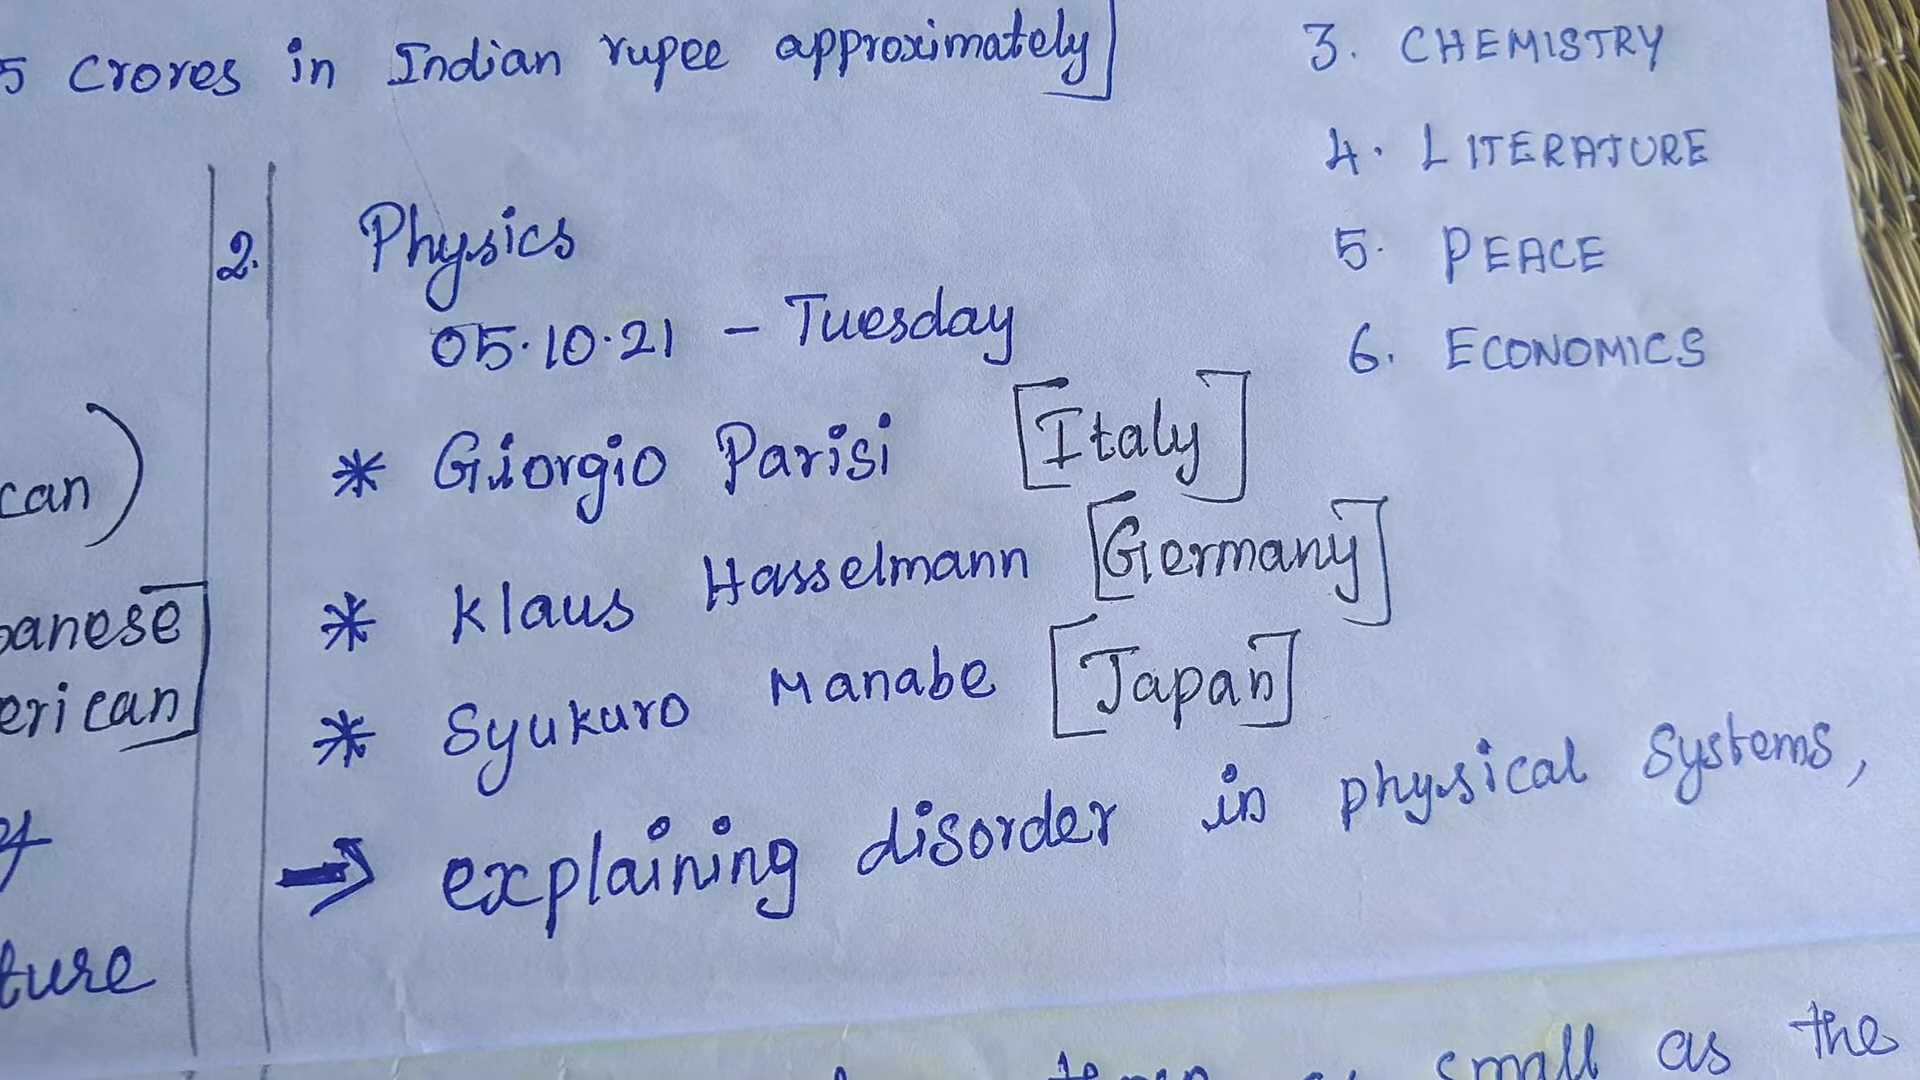 5 crores in Indian rupee approximately]
3. CHEMISTRY
4. LITERATURE
5. PEACE
6. ECONOMICS
can)
panese
erican]
ture
2. Physics
05.10.21 - Tuesday
* Giorgio Parisi [Italy]
* Klaus Hasselmann [Germany]
* Syukuro Manabe [Japan]
→ explaining disorder in physical systems,
small as the